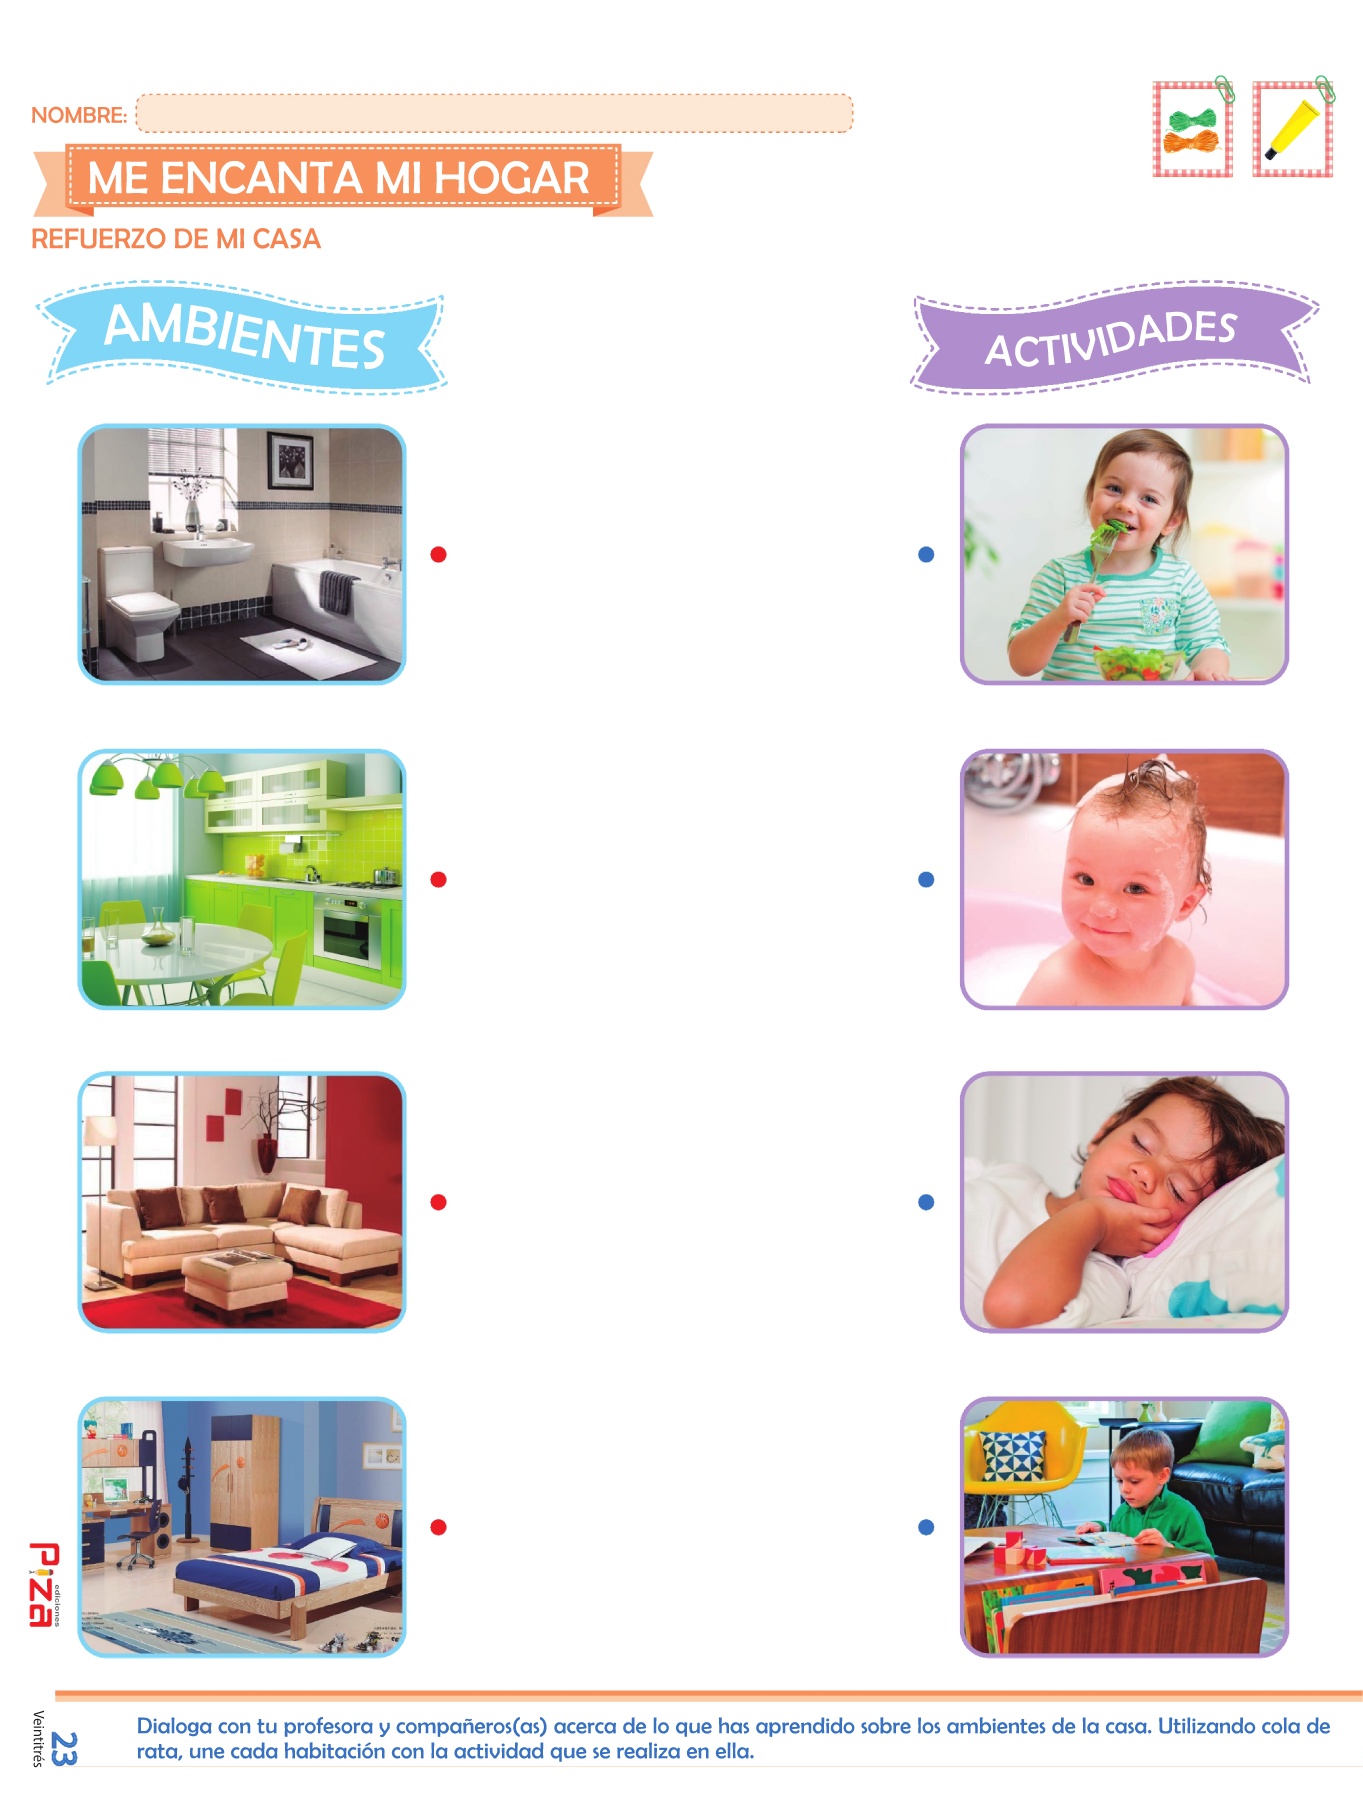 NOMBRE:
ME ENCANTA MI HOGAR
REFUERZO DE MI CASA
AMBIENTES
ACTIVIDADES
Piza
ediciones
23
Veintitrés
Dialoga con tu profesora y compañeros(as) acerca de lo que has aprendido sobre los ambientes de la casa. Utilizando cola de
rata, une cada habitación con la actividad que se realiza en ella.